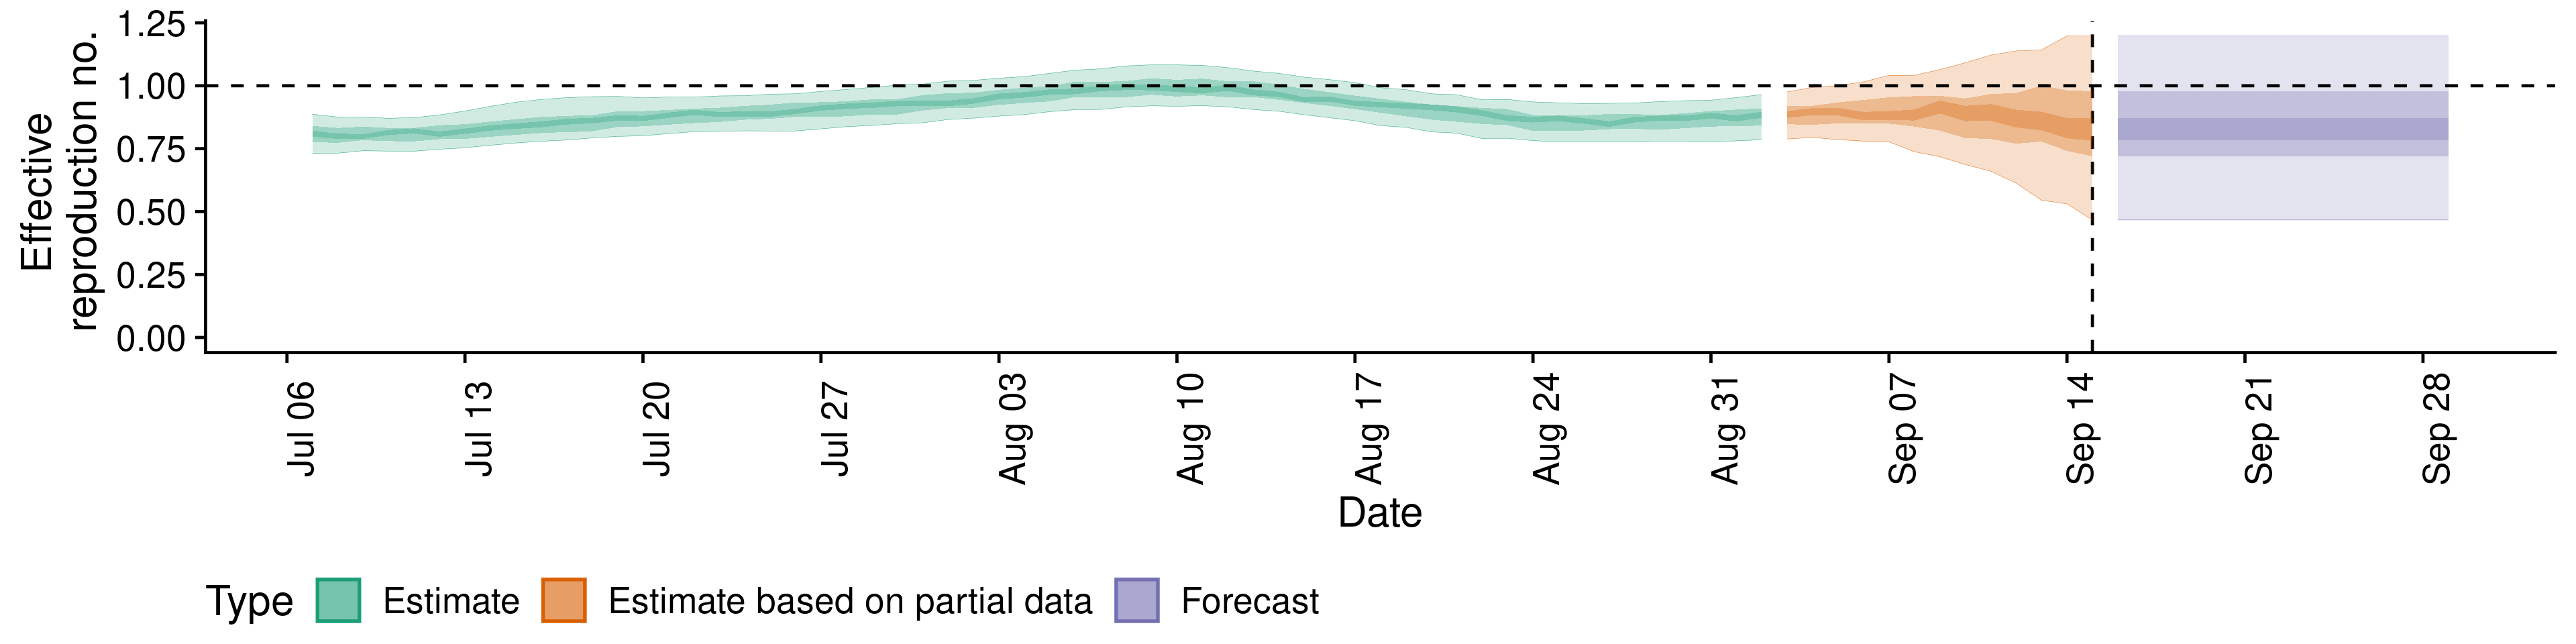 Effective
reproduction no.
1.25
1.00
0.75
0.50
0.25
0.00
Jul 06
Jul 13
Jul 20
Jul 27
Aug 03
Aug 10
Aug 17
Aug 24
Aug 31
Sep 07
Sep 14
Sep 21
Sep 28
Date
Type Estimate Estimate based on partial data Forecast